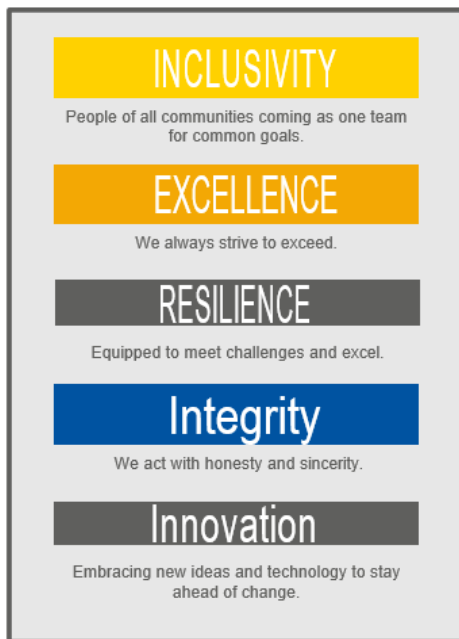 INCLUSIVITY
People of all communities coming as one team
for common goals.
EXCELLENCE
We always strive to exceed.
RESILIENCE
Equipped to meet challenges and excel.
Integrity
We act with honesty and sincerity.
Innovation
Embracing new ideas and technology to stay
ahead of change.